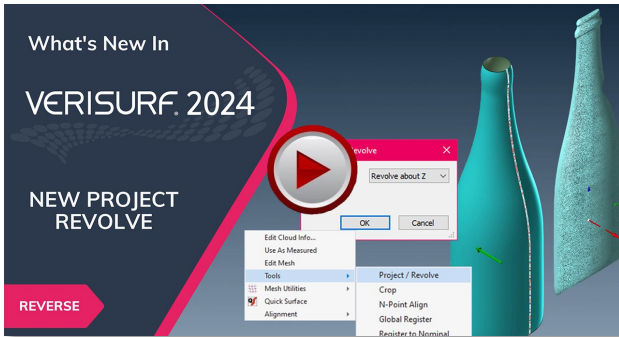 What's New In
VERISURF. 2024
NEW PROJECT
REVOLVE
REVERSE
evolve
Revolve about Z
OK
Cancel
Edit Cloud Info...
Use As Measured
Edit Mesh
Tools
Mesh Utilities
Quick Surface
Alignment
Project / Revolve
Crop
N-Point Align
Global Register
Register to Nominal